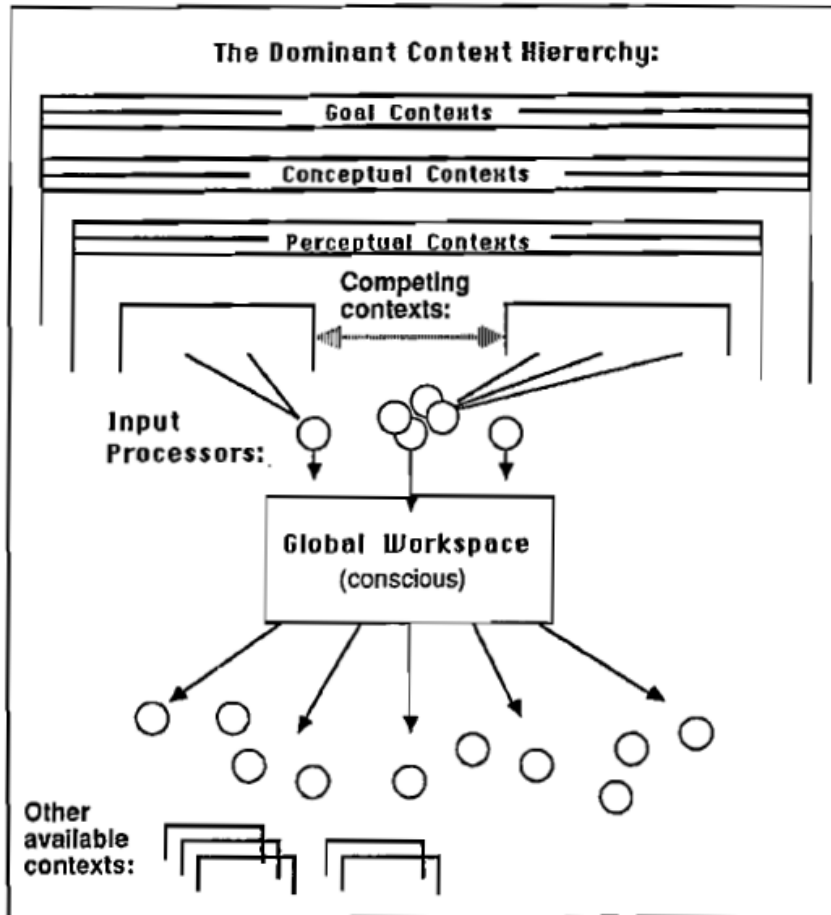 The Dominant Context Hierarchy:
Goal Contexts
Conceptual Contexts
Perceptual Contexts
Competing
contexts:
Input
Processors:
Global Workspace
(conscious)
Other
available
contexts: